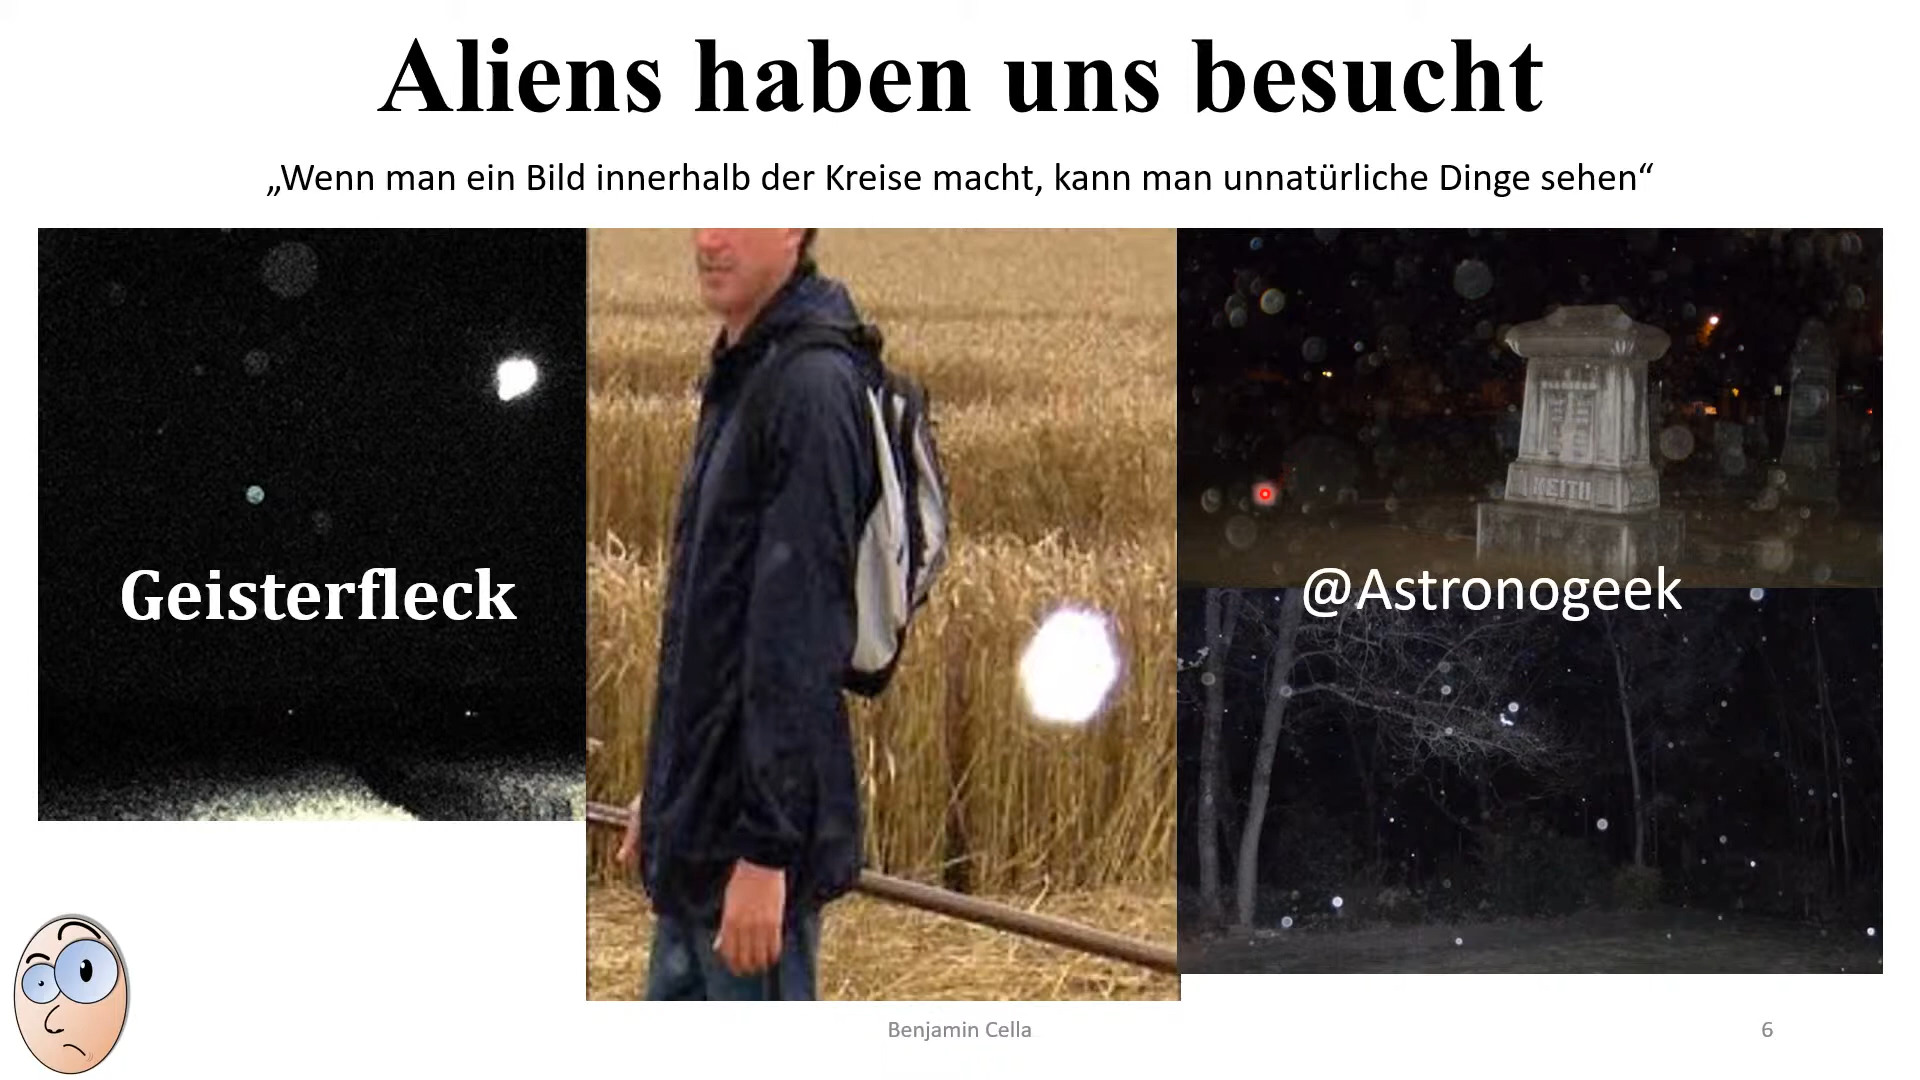 Aliens haben uns besucht
„Wenn man ein Bild innerhalb der Kreise macht, kann man unnatürliche Dinge sehen“
KEITH
Geisterfleck
@Astronogeek
Benjamin Cella
6